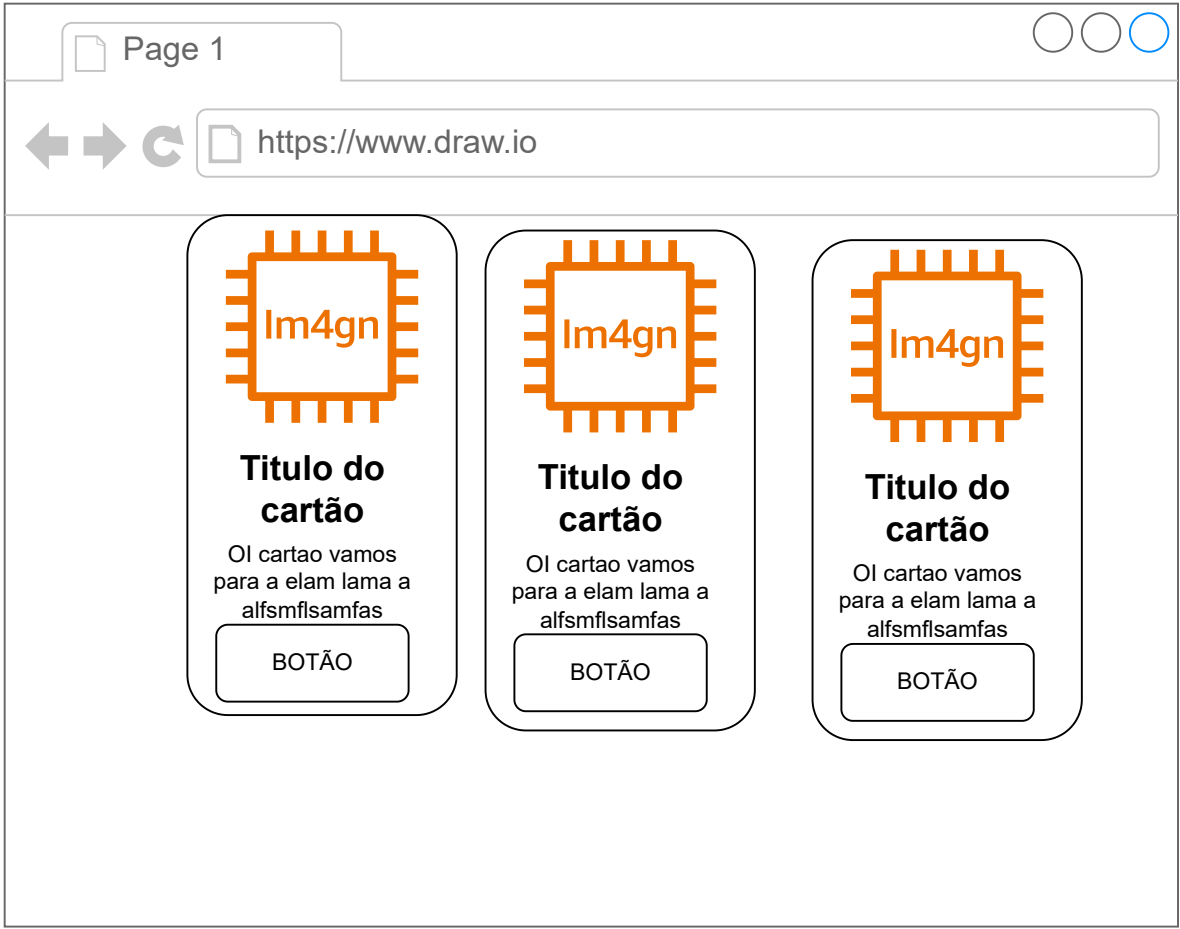 Page 1
https://www.draw.io
Im4gn
Titulo do
cartão
OI cartao vamos
para a elam lama a
alfsmflsamfas
BOTÃO
Im4gn
Titulo do
cartão
OI cartao vamos
para a elam lama a
alfsmflsamfas
BOTÃO
Im4gn
Titulo do
cartão
OI cartao vamos
para a elam lama a
alfsmflsamfas
BOTÃO